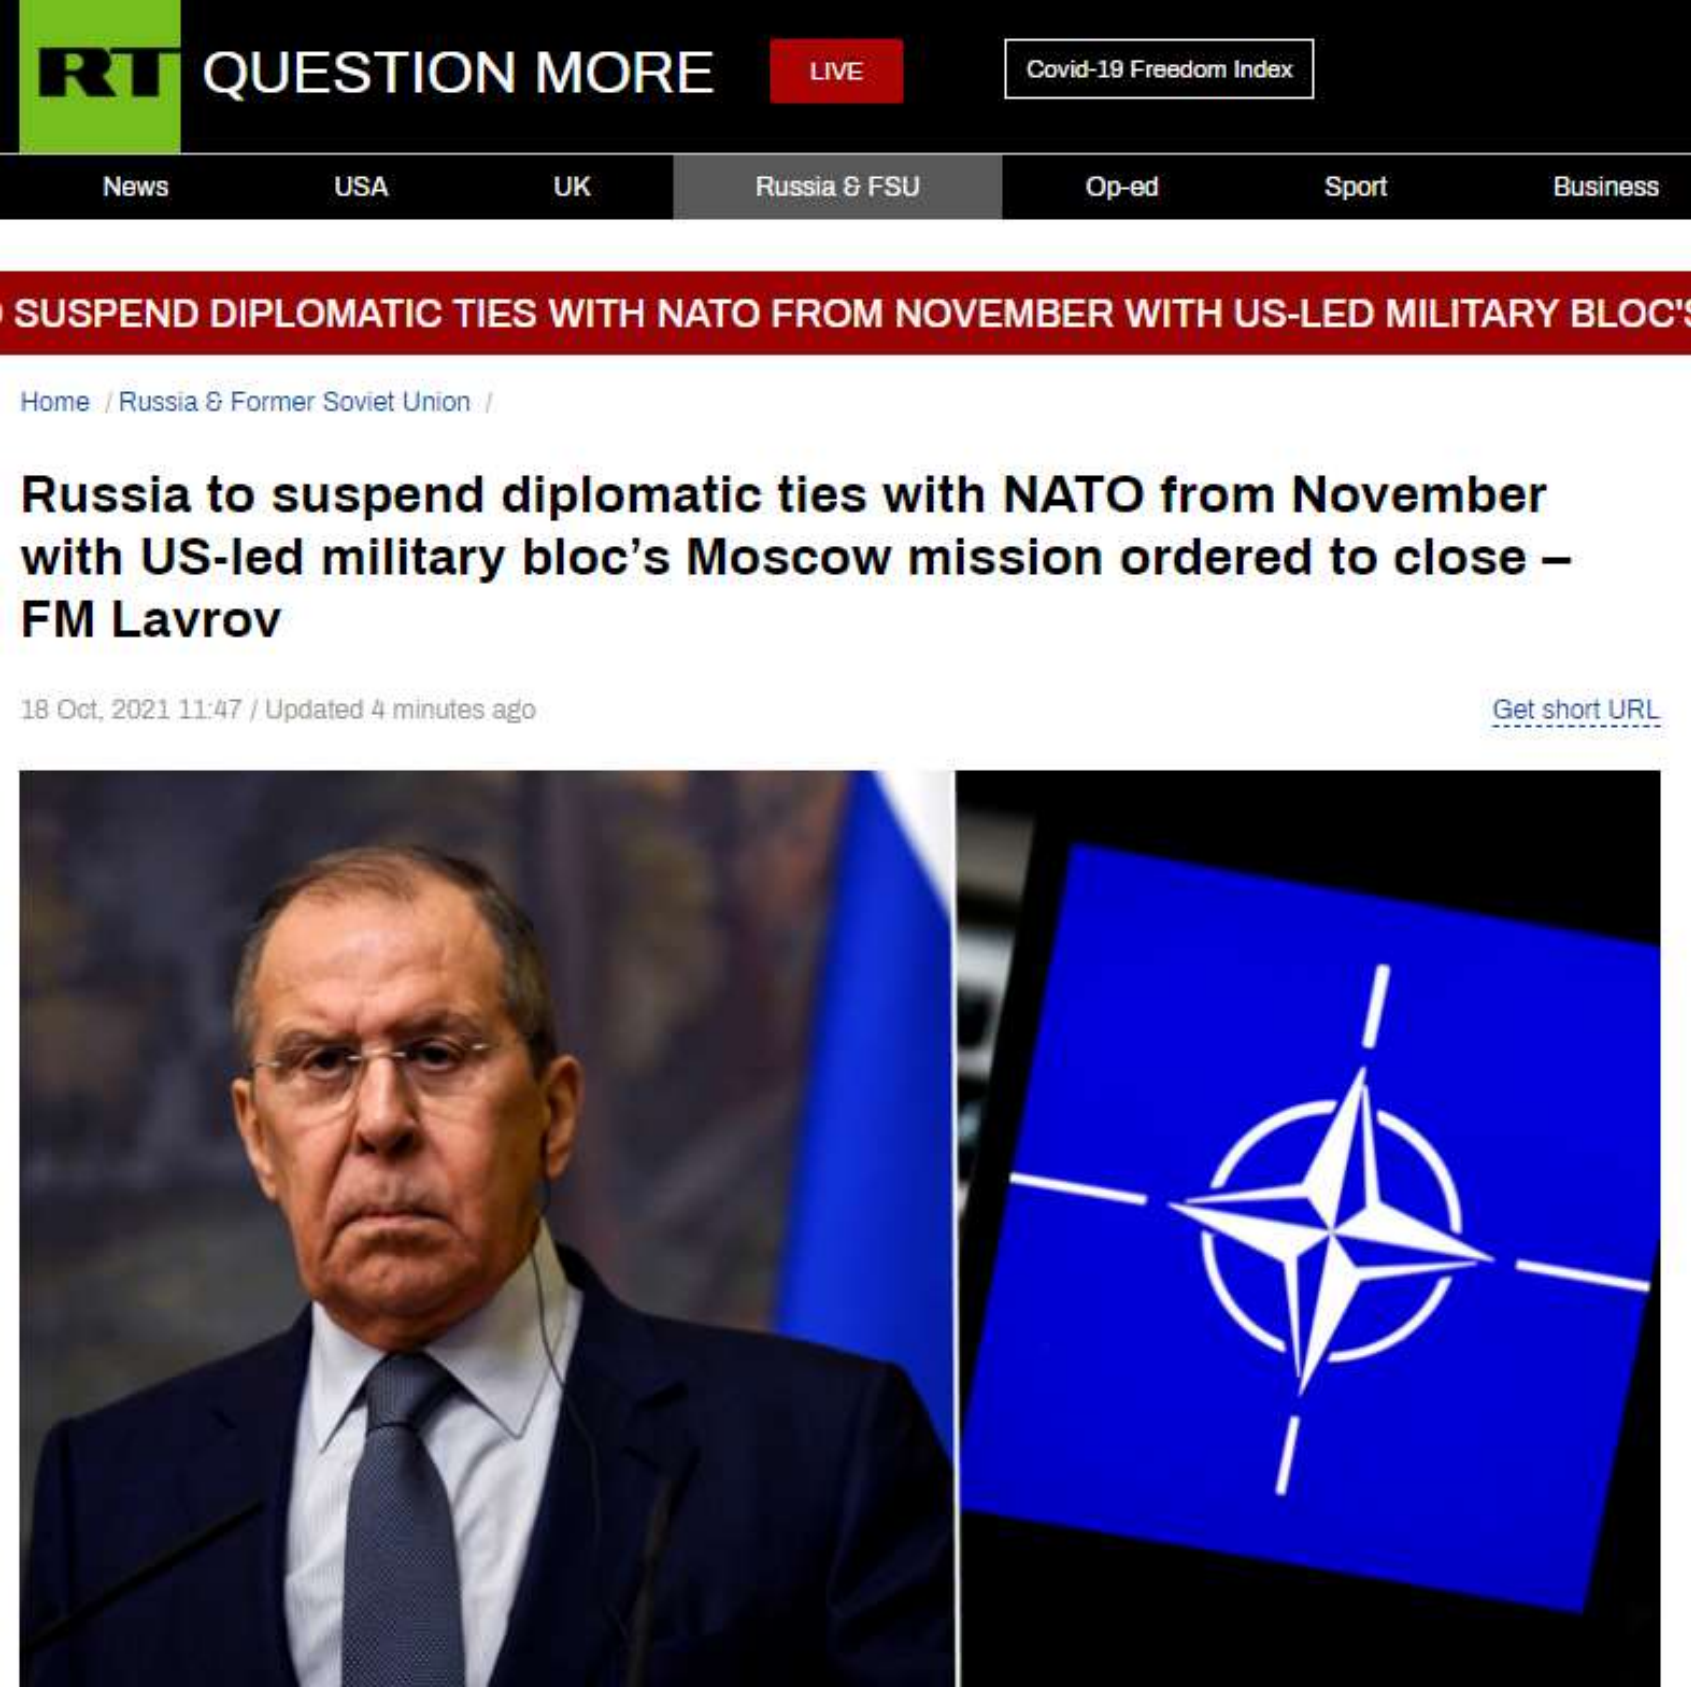 RT QUESTION MORE LIVE Covid-19 Freedom Index
News USA UK Russia & FSU Op-ed Sport Business
SUSPEND DIPLOMATIC TIES WITH NATO FROM NOVEMBER WITH US-LED MILITARY BLOC'S
Home / Russia & Former Soviet Union /
Russia to suspend diplomatic ties with NATO from November
with US-led military bloc’s Moscow mission ordered to close –
FM Lavrov
18 Oct, 2021 11:47 / Updated 4 minutes ago Get short URL